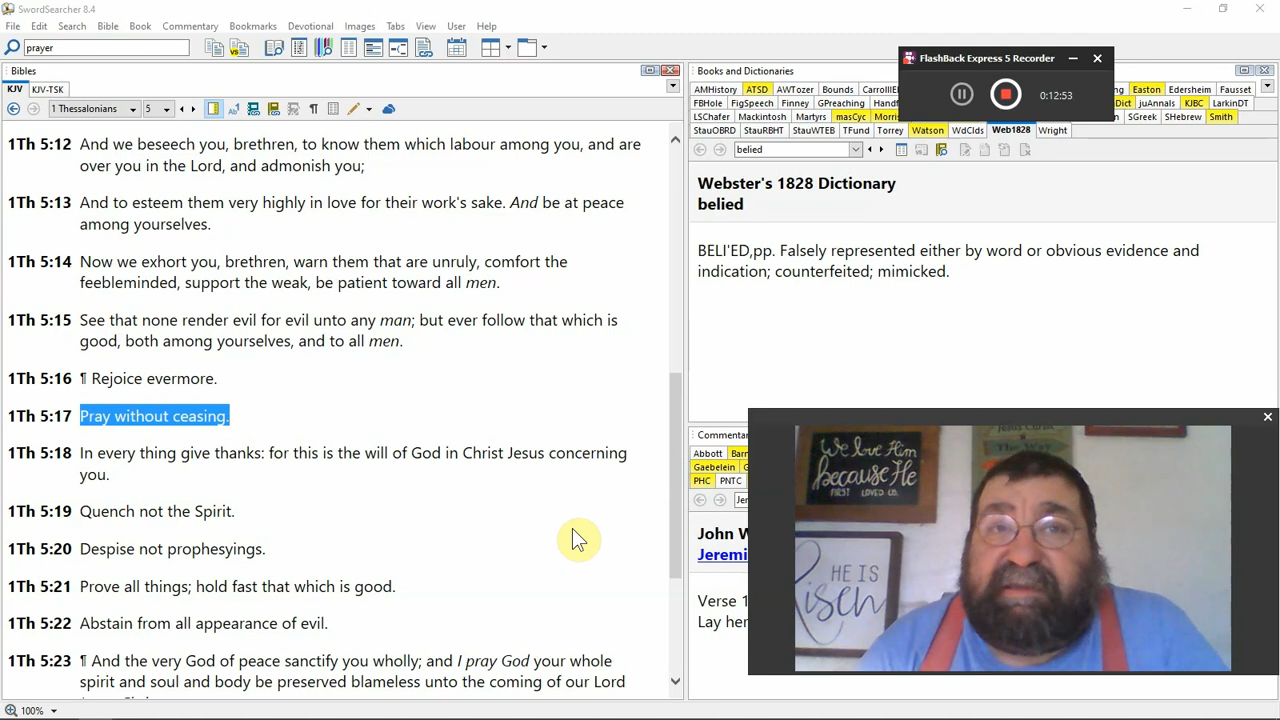 SwordSearcher 8.4
File Edit Search Bible Book Commentary Bookmarks Devotional Images Tabs View User Help
prayer
Bibles
KJV KJV-TSK
1 Thessalonians 5
1Th 5:12 And we beseech you, brethren, to know them which labour among you, and are
over you in the Lord, and admonish you;
1Th 5:13 And to esteem them very highly in love for their work's sake. And be at peace
among yourselves.
1Th 5:14 Now we exhort you, brethren, warn them that are unruly, comfort the
feebleminded, support the weak, be patient toward all men.
1Th 5:15 See that none render evil for evil unto any man; but ever follow that which is
good, both among yourselves, and to all men.
1Th 5:16 ¶ Rejoice evermore.
1Th 5:17 Pray without ceasing.
1Th 5:18 In every thing give thanks: for this is the will of God in Christ Jesus concerning
you.
1Th 5:19 Quench not the Spirit.
1Th 5:20 Despise not prophesyings.
1Th 5:21 Prove all things; hold fast that which is good.
1Th 5:22 Abstain from all appearance of evil.
1Th 5:23 ¶ And the very God of peace sanctify you wholly; and I pray God your whole
spirit and soul and body be preserved blameless unto the coming of our Lord
100%
Books and Dictionaries
AMHistory ATSD AWTozer Bounds Easton Edersheim Fausset
FBHole FigSpeech Finney GPreaching Dict juAnnals KJBC LarkinDT
LSChafer Mackintosh Martyrs masCyc SGreek SHebrew Smith
StauOBRD StauRBHT StauWTEB TFund Torrey Watson WdClds Web1828 Wright
belied
Webster's 1828 Dictionary
belied
BELI'ED,pp. Falsely represented either by word or obvious evidence and
indication; counterfeited; mimicked.
FlashBack Express 5 Recorder
0:12:53
Abbott
Gaebelein
PHC PNTC
John W
Jeremi
Verse 1
Lay her
We love Him
because He
FIRST LOVED US.
Jesus Christ
The Way
HE IS
Risen